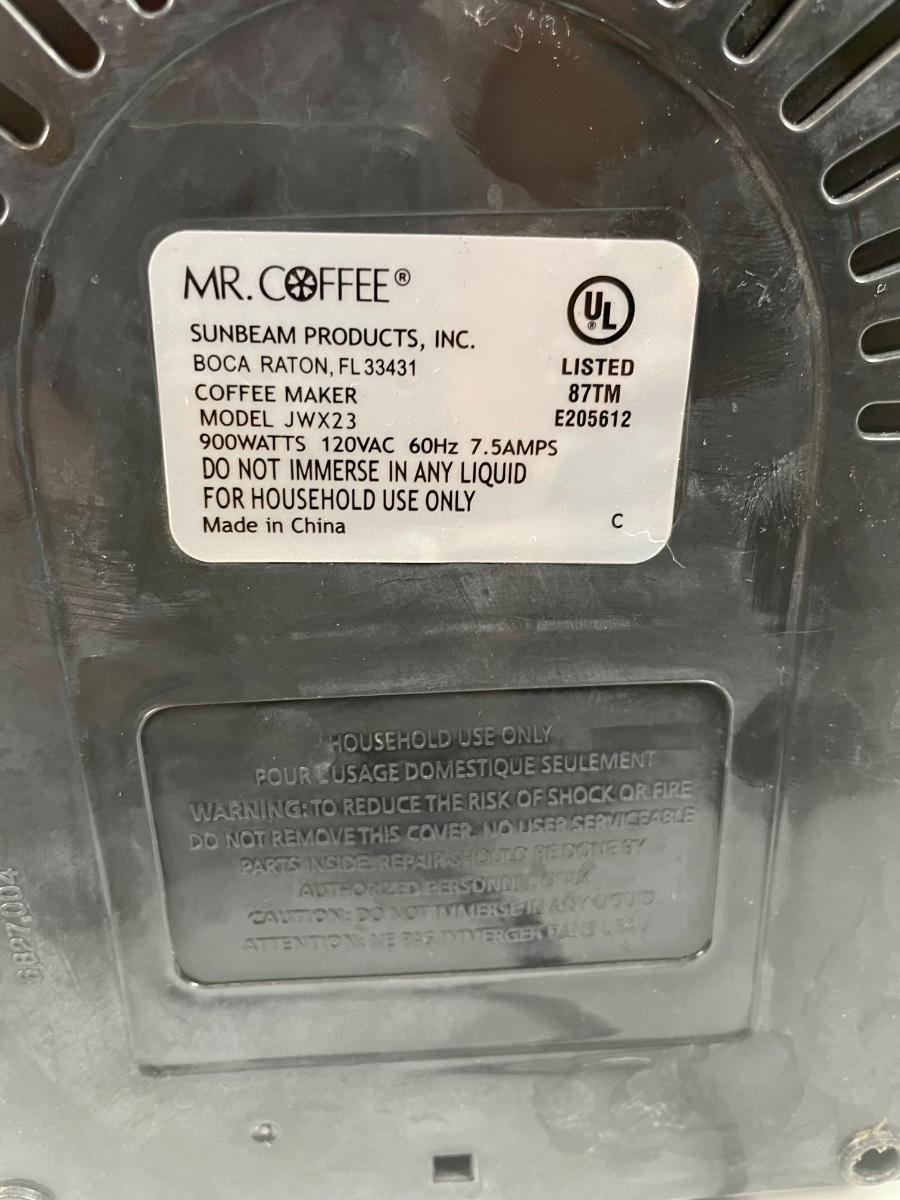 MR. COFFEE®
SUNBEAM PRODUCTS, INC.
BOCA RATON, FL 33431
COFFEE MAKER
MODEL JWX23
900WATTS 120VAC 60Hz 7.5AMPS
DO NOT IMMERSE IN ANY LIQUID
FOR HOUSEHOLD USE ONLY
Made in China
C
UL
®
LISTED
87TM
E205612
HOUSEHOLD USE ONLY
POUR L'USAGE DOMESTIQUE SEULEMENT
WARNING: TO REDUCE THE RISK OF SHOCK OR FIRE
DO NOT REMOVE THIS COVER. NO USER SERVICEABLE
PARTS INSIDE. REPAIR SHOULD BE DONE BY
AUTHORIZED PERSONNEL ONLY.
CAUTION: DO NOT IMMERSE IN ANY LIQUID.
ATTENTION: NE PAS IMMERGER DANS L'EAU
6827,004